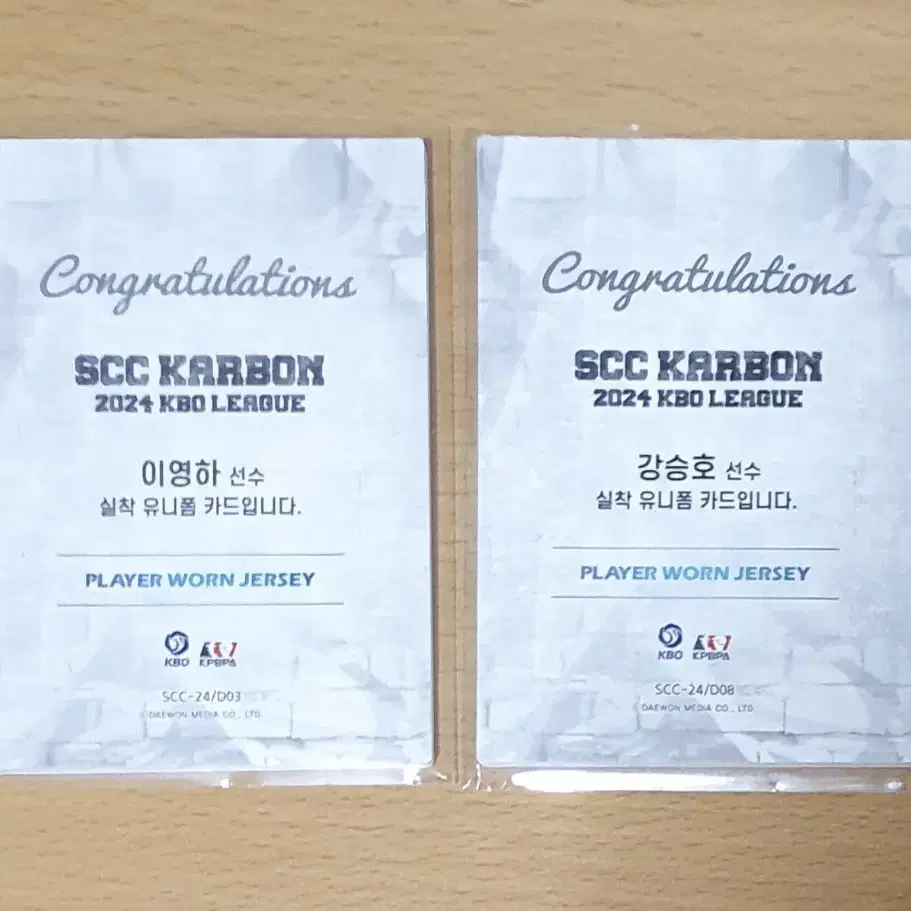 Congratulations
SCC KARBON
2024 KBO LEAGUE
이영하 선수
실착 유니폼 카드입니다.
PLAYER WORN JERSEY
KBO KPBPA
SCC-24/D03
DAEWON MEDIA CO., LTD.
Congratulations
SCC KARBON
2024 KBO LEAGUE
강승호 선수
실착 유니폼 카드입니다.
PLAYER WORN JERSEY
KBO KPBPA
SCC-24/D08
DAEWON MEDIA CO., LTD.